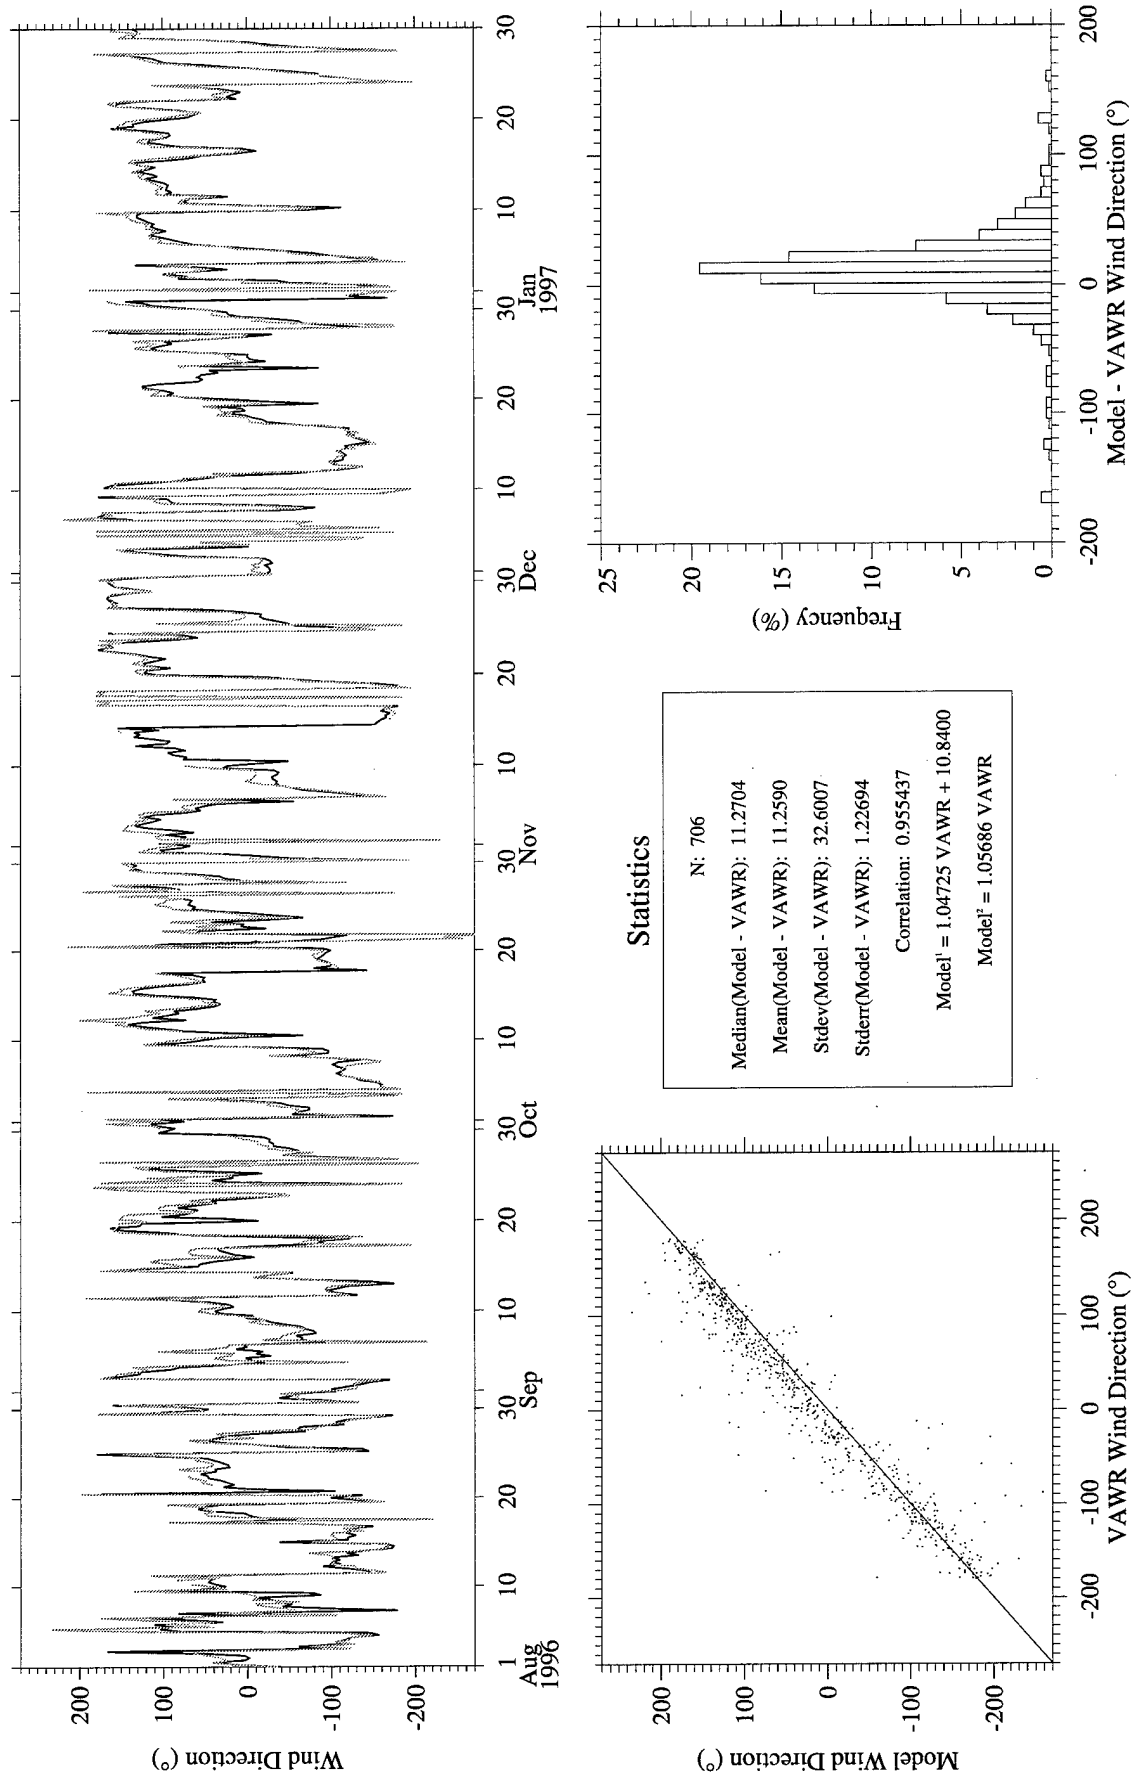 Wind Direction (°)
200
100
0
-100
-200
1 10 20 30 10 20 30 10 20 30 10 20 30 10 20 30 10 20 30
Aug Sep Oct Nov Dec Jan
1996 1997
Model Wind Direction (°)
200
100
0
-100
-200
-200 -100 0 100 200
VAWR Wind Direction (°)
Statistics
N: 706
Median(Model - VAWR): 11.2704
Mean(Model - VAWR): 11.2590
Stdev(Model - VAWR): 32.6007
Stderr(Model - VAWR): 1.22694
Correlation: 0.955437
Model¹ = 1.04725 VAWR + 10.8400
Model² = 1.05686 VAWR
Frequency (%)
25
20
15
10
5
0
-200 -100 0 100 200
Model - VAWR Wind Direction (°)